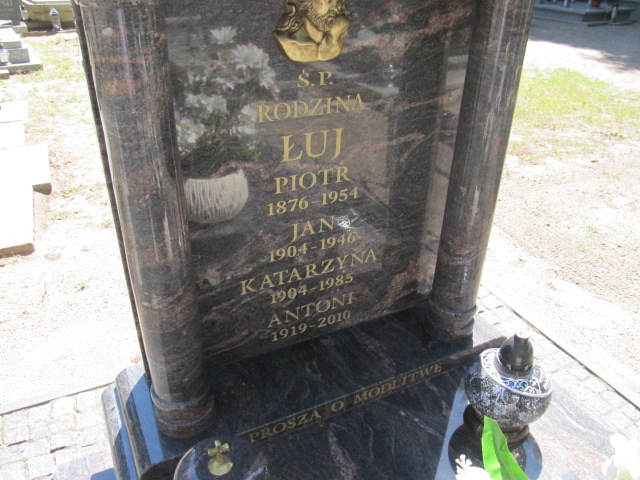 Ś.P.
RODZINA
ŁUJ
PIOTR
1876-1954
JAN
1904-1946
KATARZYNA
1904-1985
ANTONI
1919-2010
PROSZĄ O MODLITWĘ